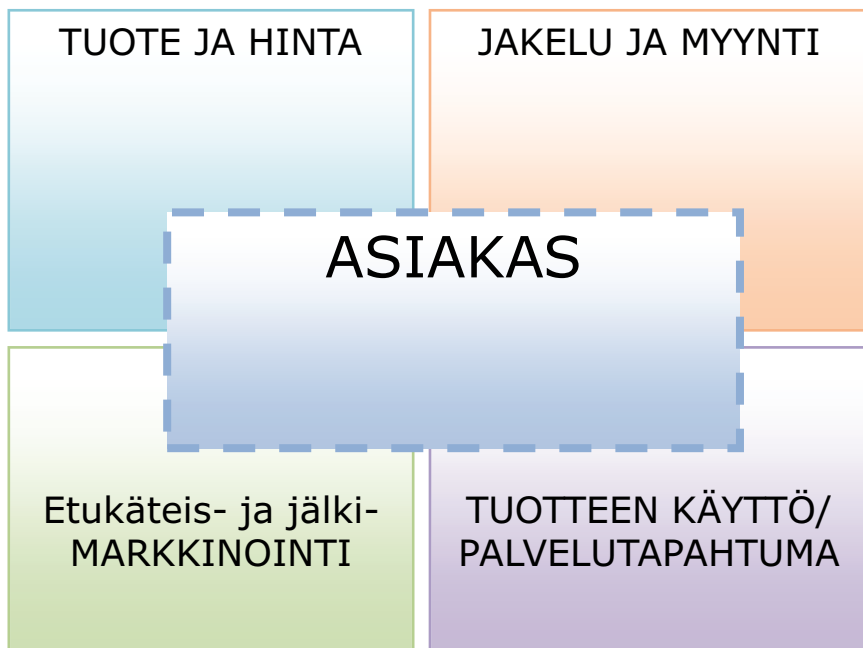 TUOTE JA HINTA
JAKELU JA MYYNTI
ASIAKAS
Etukäteis- ja jälki-
MARKKINOINTI
TUOTTEEN KÄYTTÖ/
PALVELUTAPAHTUMA